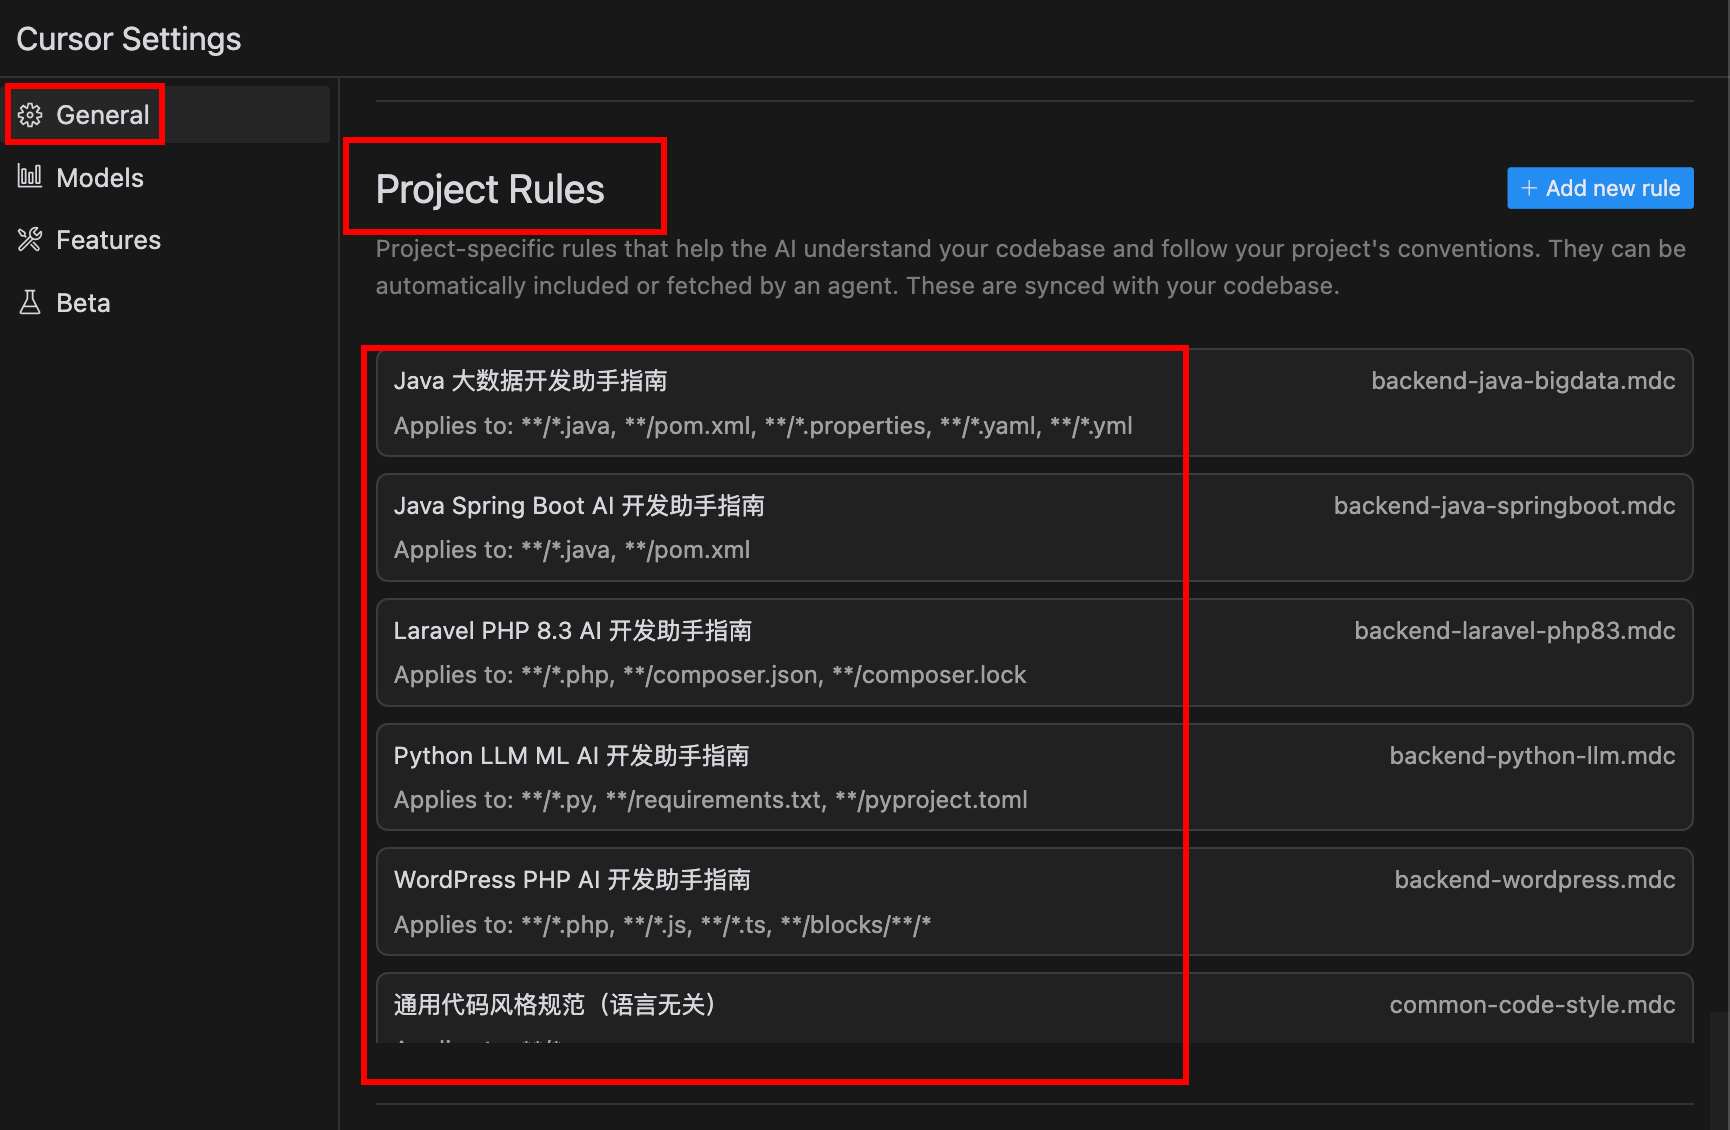 Cursor Settings
General
Models
Features
Beta
Project Rules
+ Add new rule
Project-specific rules that help the AI understand your codebase and follow your project's conventions. They can be
automatically included or fetched by an agent. These are synced with your codebase.
Java 大数据开发助手指南
backend-java-bigdata.mdc
Applies to: **/*.java, **/pom.xml, **/*.properties, **/*.yaml, **/*.yml
Java Spring Boot AI 开发助手指南
backend-java-springboot.mdc
Applies to: **/*.java, **/pom.xml
Laravel PHP 8.3 AI 开发助手指南
backend-laravel-php83.mdc
Applies to: **/*.php, **/composer.json, **/composer.lock
Python LLM ML AI 开发助手指南
backend-python-llm.mdc
Applies to: **/*.py, **/requirements.txt, **/pyproject.toml
WordPress PHP AI 开发助手指南
backend-wordpress.mdc
Applies to: **/*.php, **/*.js, **/*.ts, **/blocks/**/*
通用代码风格规范（语言无关）
common-code-style.mdc